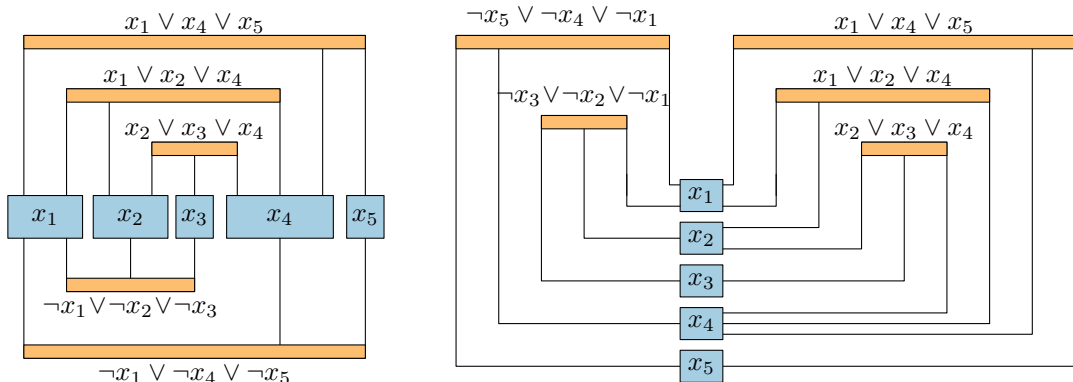 x₁ ∨ x₄ ∨ x₅
x₁ ∨ x₂ ∨ x₄
x₂ ∨ x₃ ∨ x₄
x₁ x₂ x₃ x₄ x₅
¬x₁∨¬x₂∨¬x₃
¬x₁ ∨ ¬x₄ ∨ ¬x₅
¬x₅ ∨ ¬x₄ ∨ ¬x₁
x₁ ∨ x₄ ∨ x₅
¬x₃∨¬x₂∨¬x₁
x₁ ∨ x₂ ∨ x₄
x₂ ∨ x₃ ∨ x₄
x₁
x₂
x₃
x₄
x₅